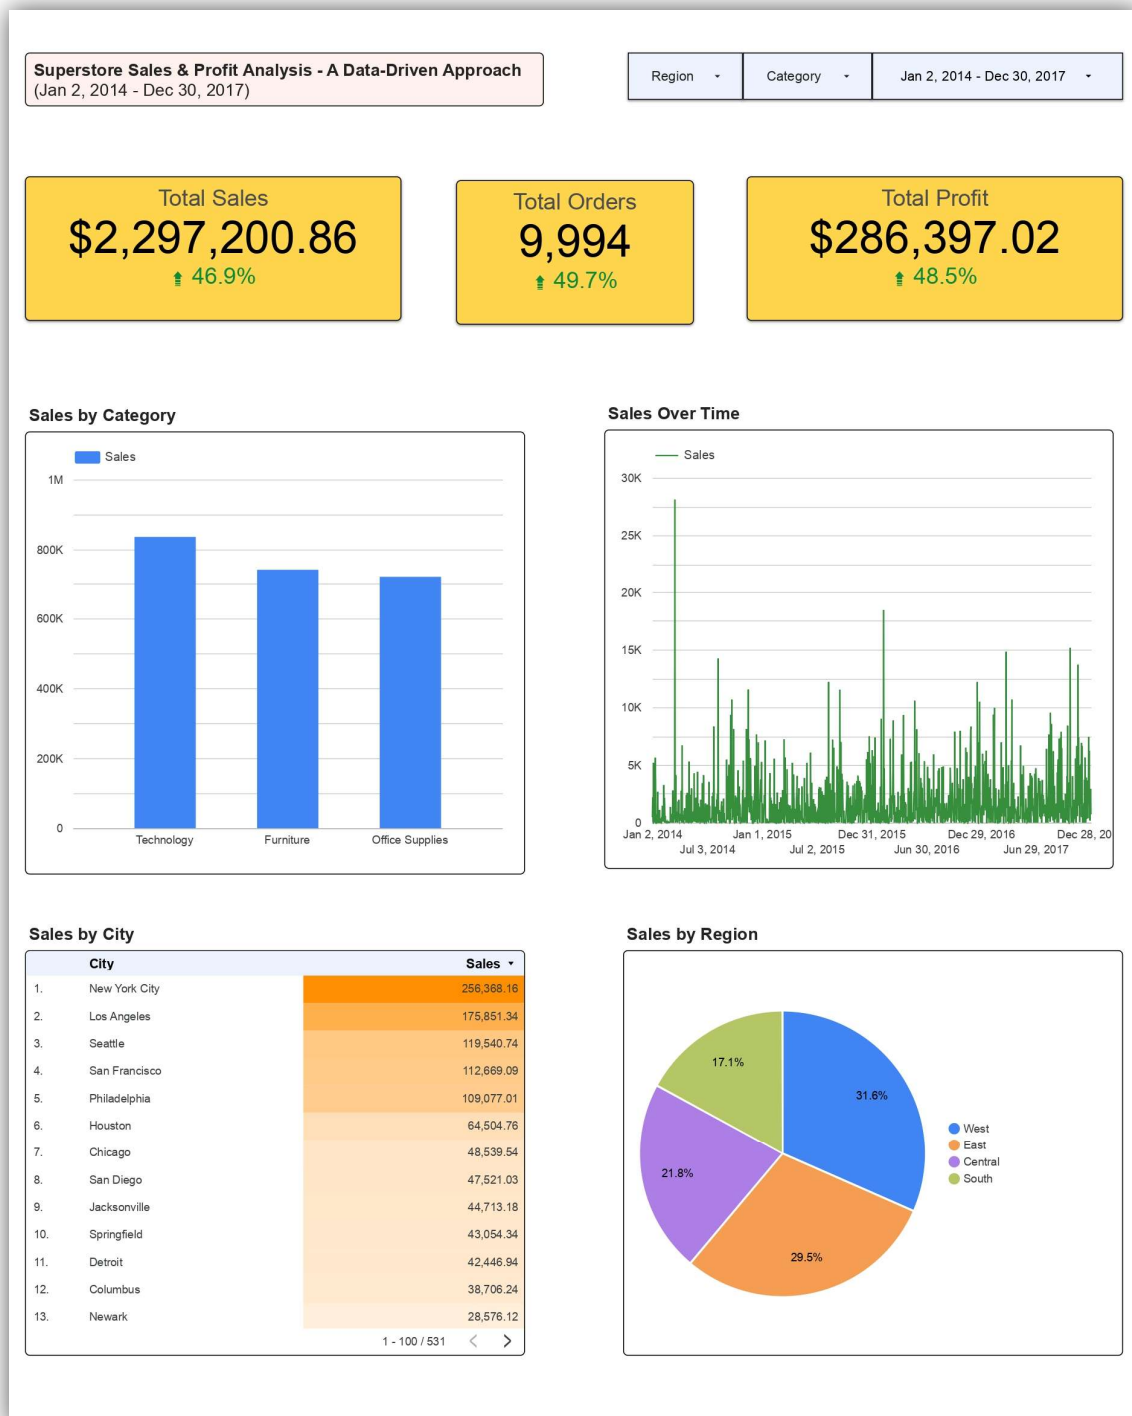 Superstore Sales & Profit Analysis - A Data-Driven Approach
(Jan 2, 2014 - Dec 30, 2017)
Region
Category
Jan 2, 2014 - Dec 30, 2017
Total Sales
$2,297,200.86
46.9%
Total Orders
9,994
49.7%
Total Profit
$286,397.02
48.5%
Sales by Category
Sales
1M
800K
600K
400K
200K
0
Technology Furniture Office Supplies
Sales Over Time
Sales
30K
25K
20K
15K
10K
5K
0
Jan 2, 2014 Jan 1, 2015 Dec 31, 2015 Dec 29, 2016 Dec 28, 20
Jul 3, 2014 Jul 2, 2015 Jun 30, 2016 Jun 29, 2017
Sales by City
City Sales
1. New York City 256,368.16
2. Los Angeles 175,851.34
3. Seattle 119,540.74
4. San Francisco 112,669.09
5. Philadelphia 109,077.01
6. Houston 64,504.76
7. Chicago 48,539.54
8. San Diego 47,521.03
9. Jacksonville 44,713.18
10. Springfield 43,054.34
11. Detroit 42,446.94
12. Columbus 38,706.24
13. Newark 28,576.12
1 - 100 / 531
Sales by Region
17.1%
31.6%
21.8%
29.5%
West
East
Central
South